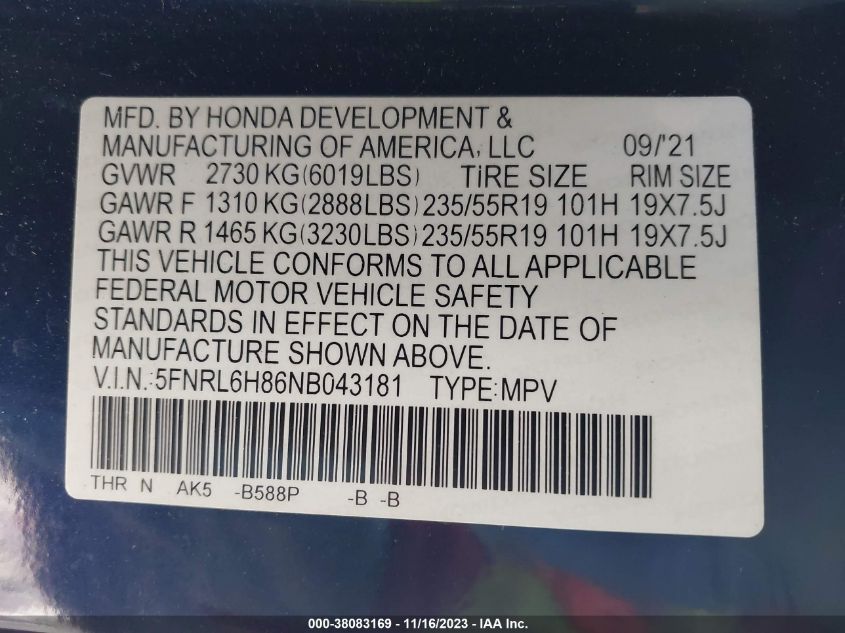 MFD. BY HONDA DEVELOPMENT &
MANUFACTURING OF AMERICA, LLC 09/'21
GVWR 2730 KG(6019LBS) TIRE SIZE RIM SIZE
GAWR F 1310 KG(2888LBS) 235/55R19 101H 19X7.5J
GAWR R 1465 KG(3230LBS) 235/55R19 101H 19X7.5J
THIS VEHICLE CONFORMS TO ALL APPLICABLE
FEDERAL MOTOR VEHICLE SAFETY
STANDARDS IN EFFECT ON THE DATE OF
MANUFACTURE SHOWN ABOVE.
V.I.N.:5FNRL6H86NB043181 TYPE:MPV
THR N AK5 -B588P -B -B
000-38083169 - 11/16/2023 - IAA Inc.